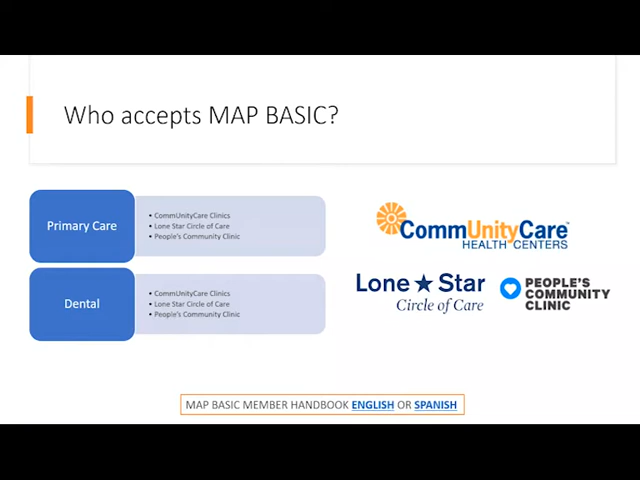 Who accepts MAP BASIC?
Primary Care
• CommUnityCare Clinics
• Lone Star Circle of Care
• People's Community Clinic
Dental
• CommUnityCare Clinics
• Lone Star Circle of Care
• People's Community Clinic
CommUnityCare™
HEALTH CENTERS
Lone★Star
Circle of Care
PEOPLE'S
COMMUNITY
CLINIC
MAP BASIC MEMBER HANDBOOK ENGLISH OR SPANISH